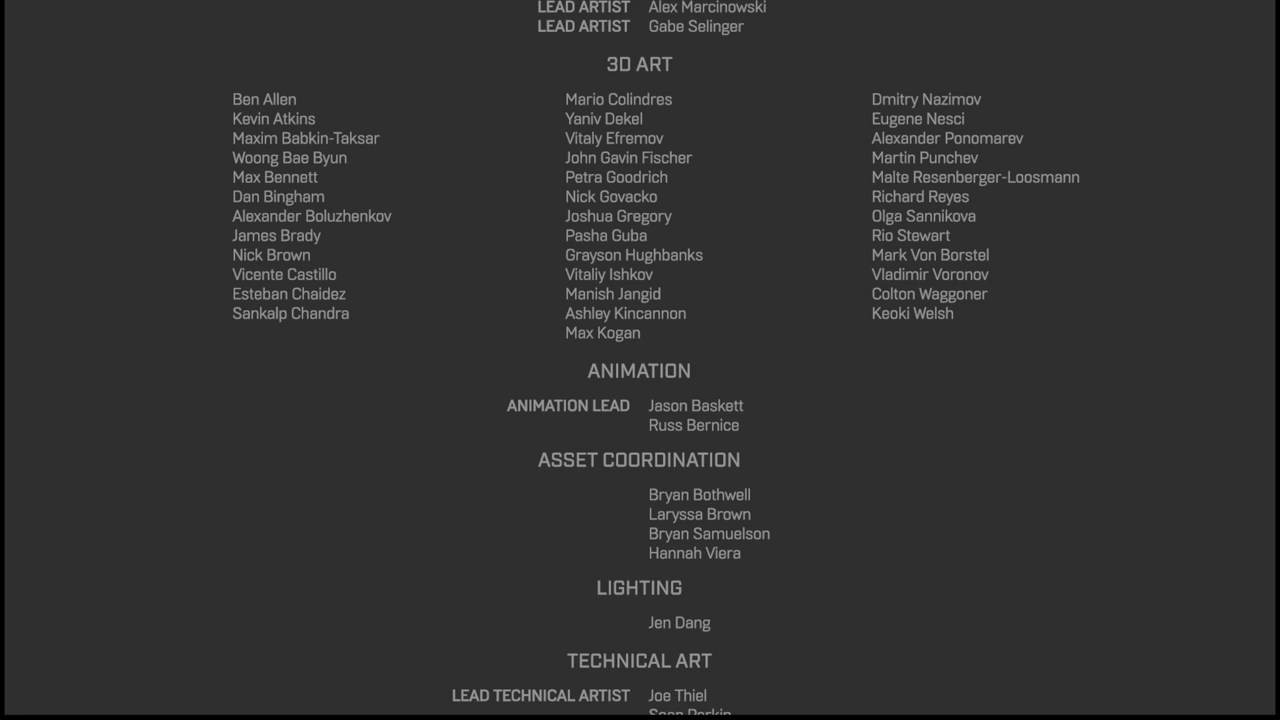 LEAD ARTIST Alex Marcinowski
LEAD ARTIST Gabe Selinger
3D ART
Ben Allen
Kevin Atkins
Maxim Babkin-Taksar
Woong Bae Byun
Max Bennett
Dan Bingham
Alexander Boluzhenkov
James Brady
Nick Brown
Vicente Castillo
Esteban Chaidez
Sankalp Chandra
Mario Colindres
Yaniv Dekel
Vitaly Efremov
John Gavin Fischer
Petra Goodrich
Nick Govacko
Joshua Gregory
Pasha Guba
Grayson Hughbanks
Vitaliy Ishkov
Manish Jangid
Ashley Kincannon
Max Kogan
Dmitry Nazimov
Eugene Nesci
Alexander Ponomarev
Martin Punchev
Malte Resenberger-Loosmann
Richard Reyes
Olga Sannikova
Rio Stewart
Mark Von Borstel
Vladimir Voronov
Colton Waggoner
Keoki Welsh
ANIMATION
ANIMATION LEAD Jason Baskett
Russ Bernice
ASSET COORDINATION
Bryan Bothwell
Laryssa Brown
Bryan Samuelson
Hannah Viera
LIGHTING
Jen Dang
TECHNICAL ART
LEAD TECHNICAL ARTIST Joe Thiel